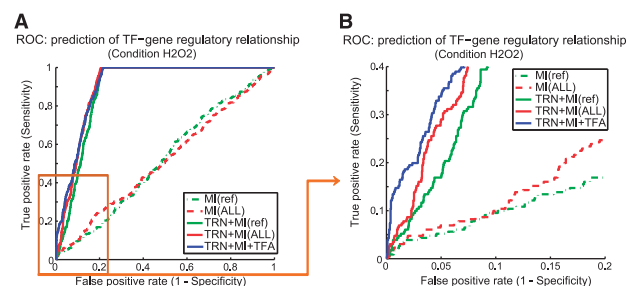 A
ROC: prediction of TF-gene regulatory relationship
(Condition H2O2)
True positive rate (Sensitivity)
1
0.8
0.6
0.4
0.2
0
0 0.2 0.4 0.6 0.8 1
False positive rate (1 - Specificity)
MI(ref)
MI(ALL)
TRN+MI(ref)
TRN+MI(ALL)
TRN+MI+TFA
B
ROC: prediction of TF-gene regulatory relationship
(Condition H2O2)
True positive rate (Sensitivity)
0.4
0.3
0.2
0.1
0
0 0.05 0.1 0.15 0.2
False positive rate (1 - Specificity)
MI(ref)
MI(ALL)
TRN+MI(ref)
TRN+MI(ALL)
TRN+MI+TFA